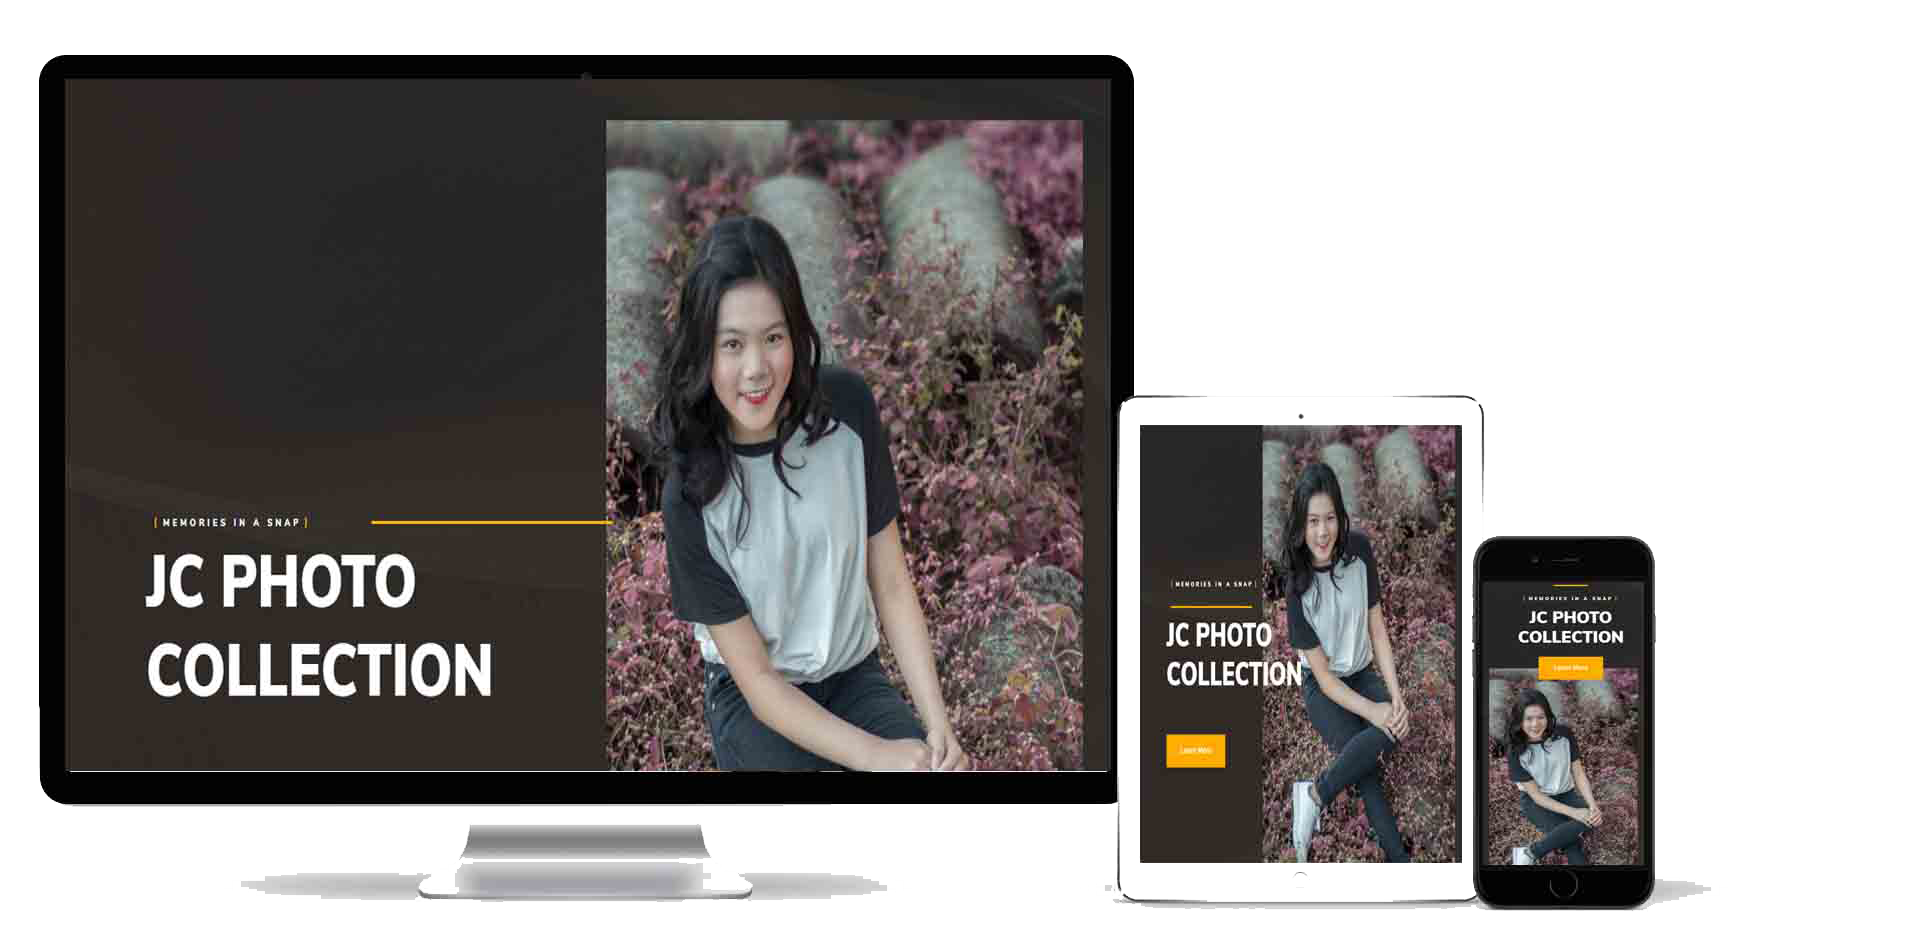 [ MEMORIES IN A SNAP ]
JC PHOTO
COLLECTION
[ MEMORIES IN A SNAP ]
JC PHOTO
COLLECTION
Learn More
[ MEMORIES IN A SNAP ]
JC PHOTO
COLLECTION
Learn More